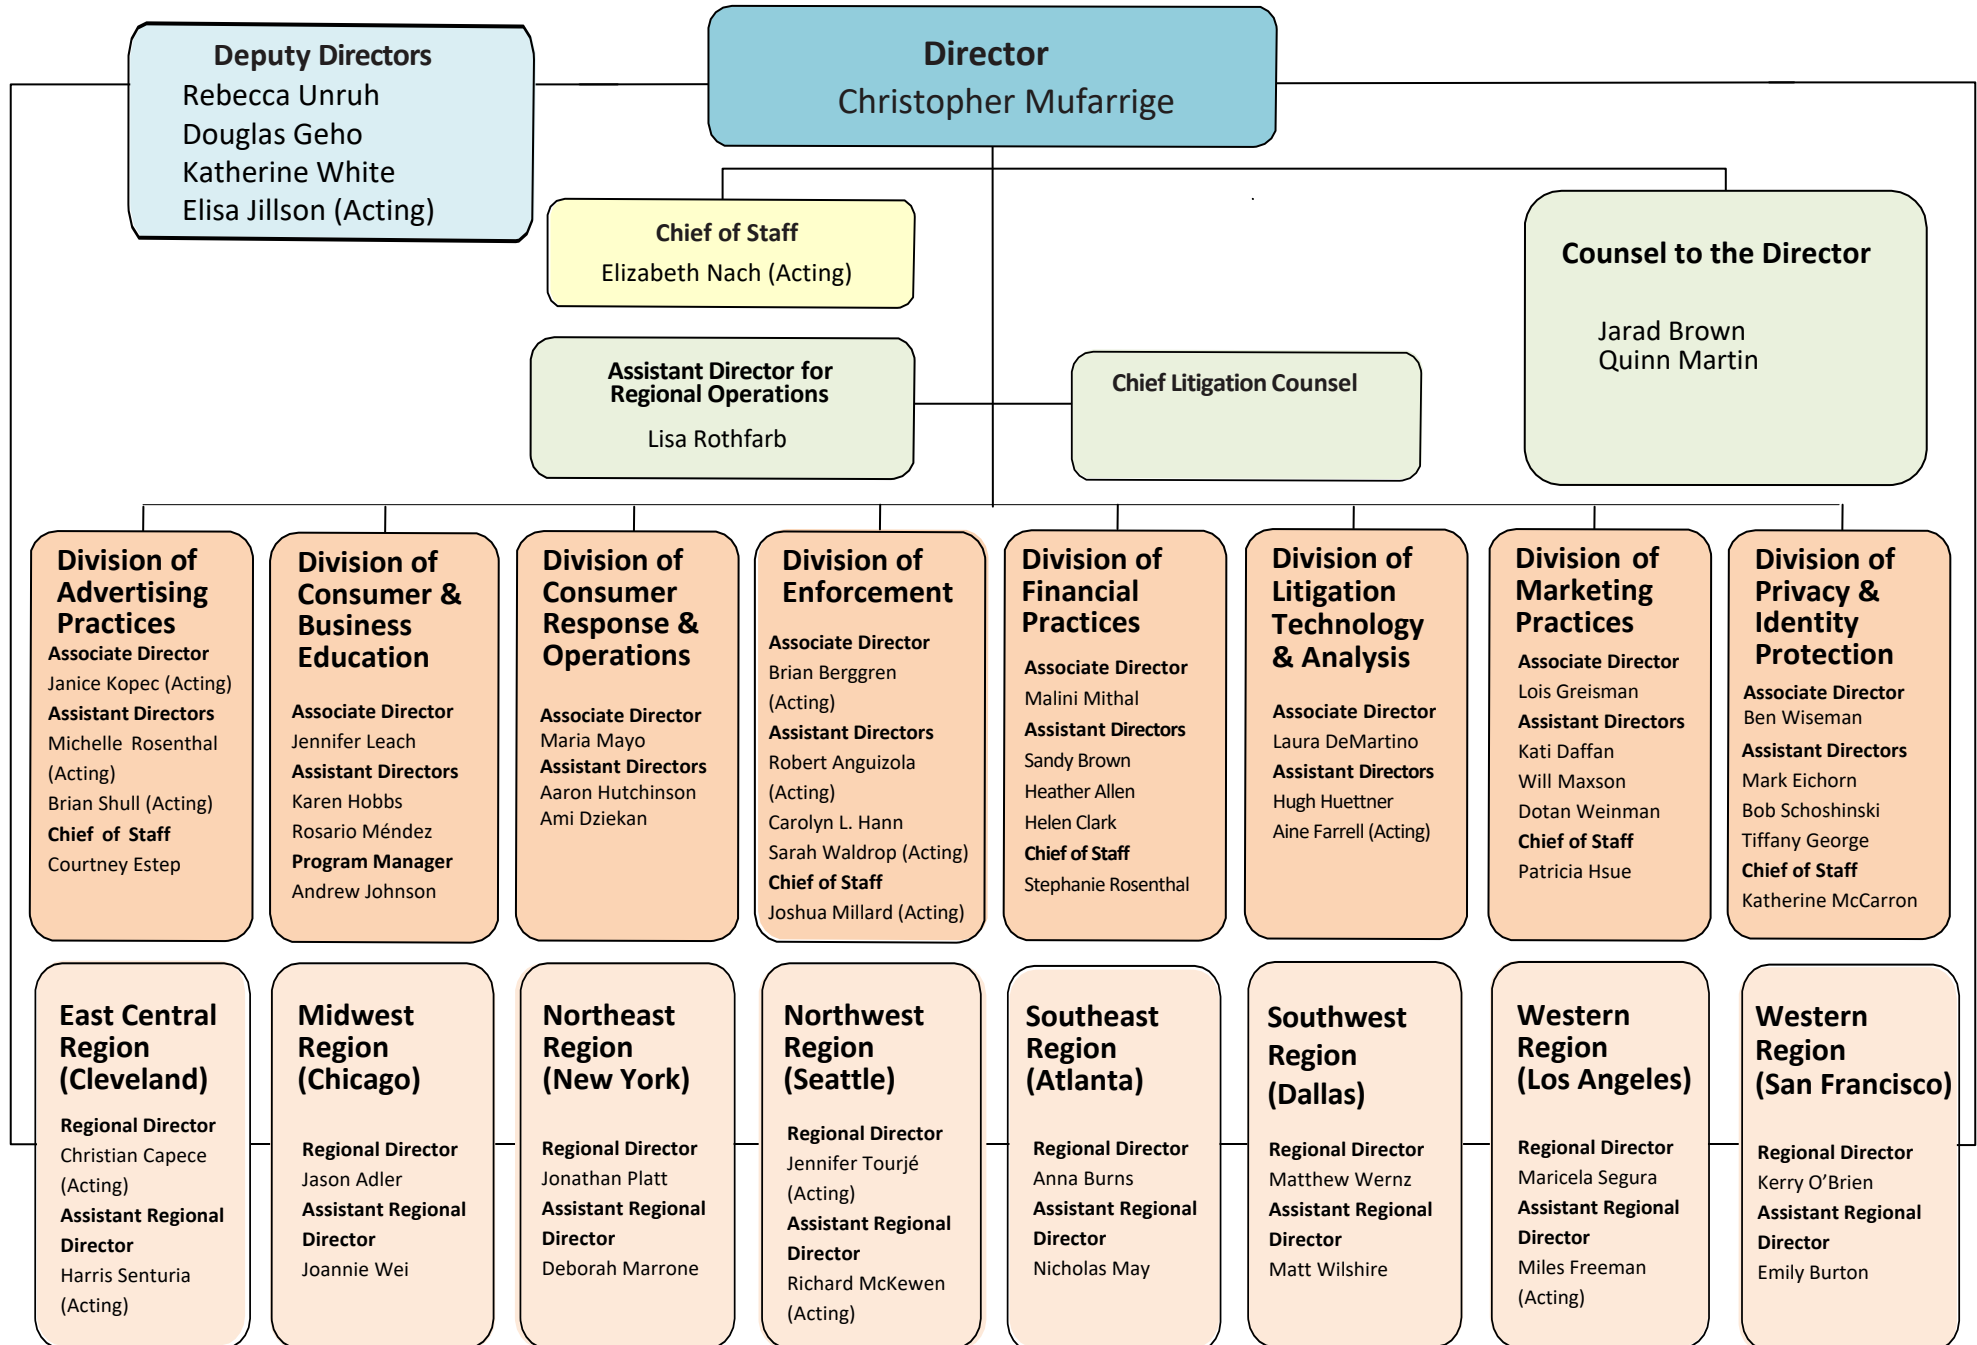 Deputy Directors
Rebecca Unruh
Douglas Geho
Katherine White
Elisa Jillson (Acting)
Director
Christopher Mufarrige
Chief of Staff
Elizabeth Nach (Acting)
Counsel to the Director
Jarad Brown
Quinn Martin
Assistant Director for
Regional Operations
Lisa Rothfarb
Chief Litigation Counsel
Division of
Advertising
Practices
Associate Director
Janice Kopec (Acting)
Assistant Directors
Michelle Rosenthal
(Acting)
Brian Shull (Acting)
Chief of Staff
Courtney Estep
Division of
Consumer &
Business
Education
Associate Director
Jennifer Leach
Assistant Directors
Karen Hobbs
Rosario Méndez
Program Manager
Andrew Johnson
Division of
Consumer
Response &
Operations
Associate Director
Maria Mayo
Assistant Directors
Aaron Hutchinson
Ami Dziekan
Division of
Enforcement
Associate Director
Brian Berggren
(Acting)
Assistant Directors
Robert Anguizola
(Acting)
Carolyn L. Hann
Sarah Waldrop (Acting)
Chief of Staff
Joshua Millard (Acting)
Division of
Financial
Practices
Associate Director
Malini Mithal
Assistant Directors
Sandy Brown
Heather Allen
Helen Clark
Chief of Staff
Stephanie Rosenthal
Division of
Litigation
Technology
& Analysis
Associate Director
Laura DeMartino
Assistant Directors
Hugh Huettner
Aine Farrell (Acting)
Division of
Marketing
Practices
Associate Director
Lois Greisman
Assistant Directors
Kati Daffan
Will Maxson
Dotan Weinman
Chief of Staff
Patricia Hsue
Division of
Privacy &
Identity
Protection
Associate Director
Ben Wiseman
Assistant Directors
Mark Eichorn
Bob Schoshinski
Tiffany George
Chief of Staff
Katherine McCarron
East Central
Region
(Cleveland)
Regional Director
Christian Capece
(Acting)
Assistant Regional
Director
Harris Senturia
(Acting)
Midwest
Region
(Chicago)
Regional Director
Jason Adler
Assistant Regional
Director
Joannie Wei
Northeast
Region
(New York)
Regional Director
Jonathan Platt
Assistant Regional
Director
Deborah Marrone
Northwest
Region
(Seattle)
Regional Director
Jennifer Tourjé
(Acting)
Assistant Regional
Director
Richard McKewen
(Acting)
Southeast
Region
(Atlanta)
Regional Director
Anna Burns
Assistant Regional
Director
Nicholas May
Southwest
Region
(Dallas)
Regional Director
Matthew Wernz
Assistant Regional
Director
Matt Wilshire
Western
Region
(Los Angeles)
Regional Director
Maricela Segura
Assistant Regional
Director
Miles Freeman
(Acting)
Western
Region
(San Francisco)
Regional Director
Kerry O’Brien
Assistant Regional
Director
Emily Burton